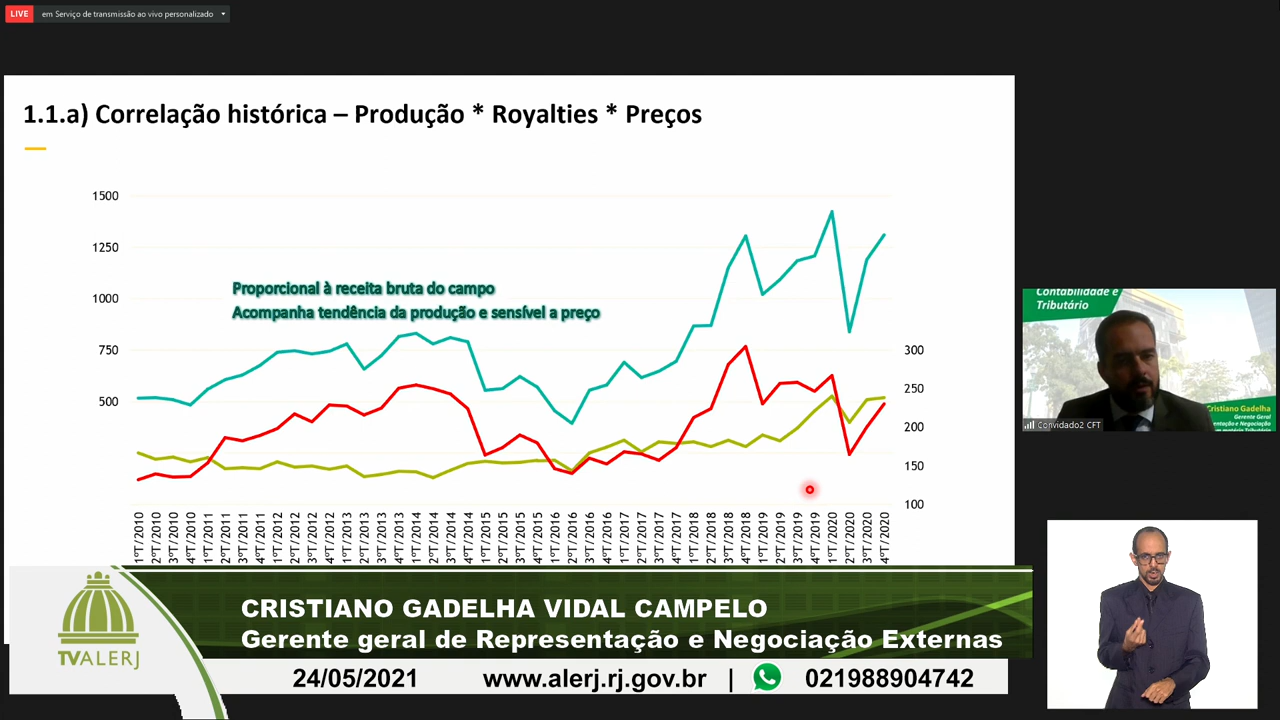 LIVE em Serviço de transmissão ao vivo personalizado
1.1.a) Correlação histórica – Produção * Royalties * Preços
1500
1250
1000
750
500
Proporcional à receita bruta do campo
Acompanha tendência da produção e sensível a preço
300
250
200
150
100
1ºT/2010
2ºT/2010
3ºT/2010
4ºT/2010
1ºT/2011
2ºT/2011
3ºT/2011
4ºT/2011
1ºT/2012
2ºT/2012
3ºT/2012
4ºT/2012
1ºT/2013
2ºT/2013
3ºT/2013
4ºT/2013
1ºT/2014
2ºT/2014
3ºT/2014
4ºT/2014
1ºT/2015
2ºT/2015
3ºT/2015
4ºT/2015
1ºT/2016
2ºT/2016
3ºT/2016
4ºT/2016
1ºT/2017
2ºT/2017
3ºT/2017
4ºT/2017
1ºT/2018
2ºT/2018
3ºT/2018
4ºT/2018
1ºT/2019
2ºT/2019
3ºT/2019
4ºT/2019
1ºT/2020
2ºT/2020
3ºT/2020
4ºT/2020
Contabilidade e
Tributário
Cristiano Gadelha
Gerente Geral
Negociação
Tributária
Convidado2 CFT
TVALERJ
CRISTIANO GADELHA VIDAL CAMPELO
Gerente geral de Representação e Negociação Externas
24/05/2021 www.alerj.rj.gov.br | 021988904742